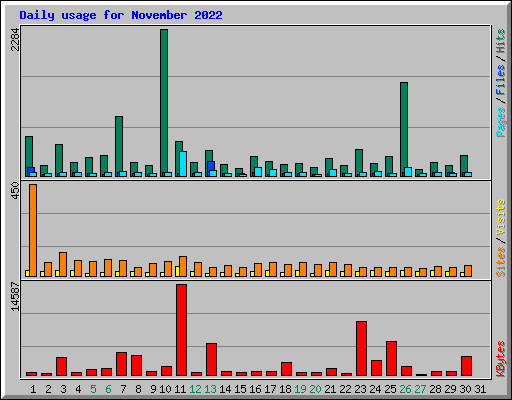 Daily usage for November 2022
2284
Pages / Files / Hits
450
Sites / Visits
14587
KBytes
1 2 3 4 5 6 7 8 9 10 11 12 13 14 15 16 17 18 19 20 21 22 23 24 25 26 27 28 29 30 31